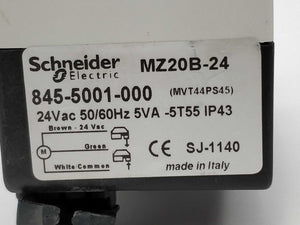 Schneider Electric MZ20B-24
845-5001-000 (MVT44PS45)
24Vac 50/60Hz 5VA -5T55 IP43
Brown - 24 Vac
M Green
White Common
CE SJ-1140
made in Italy